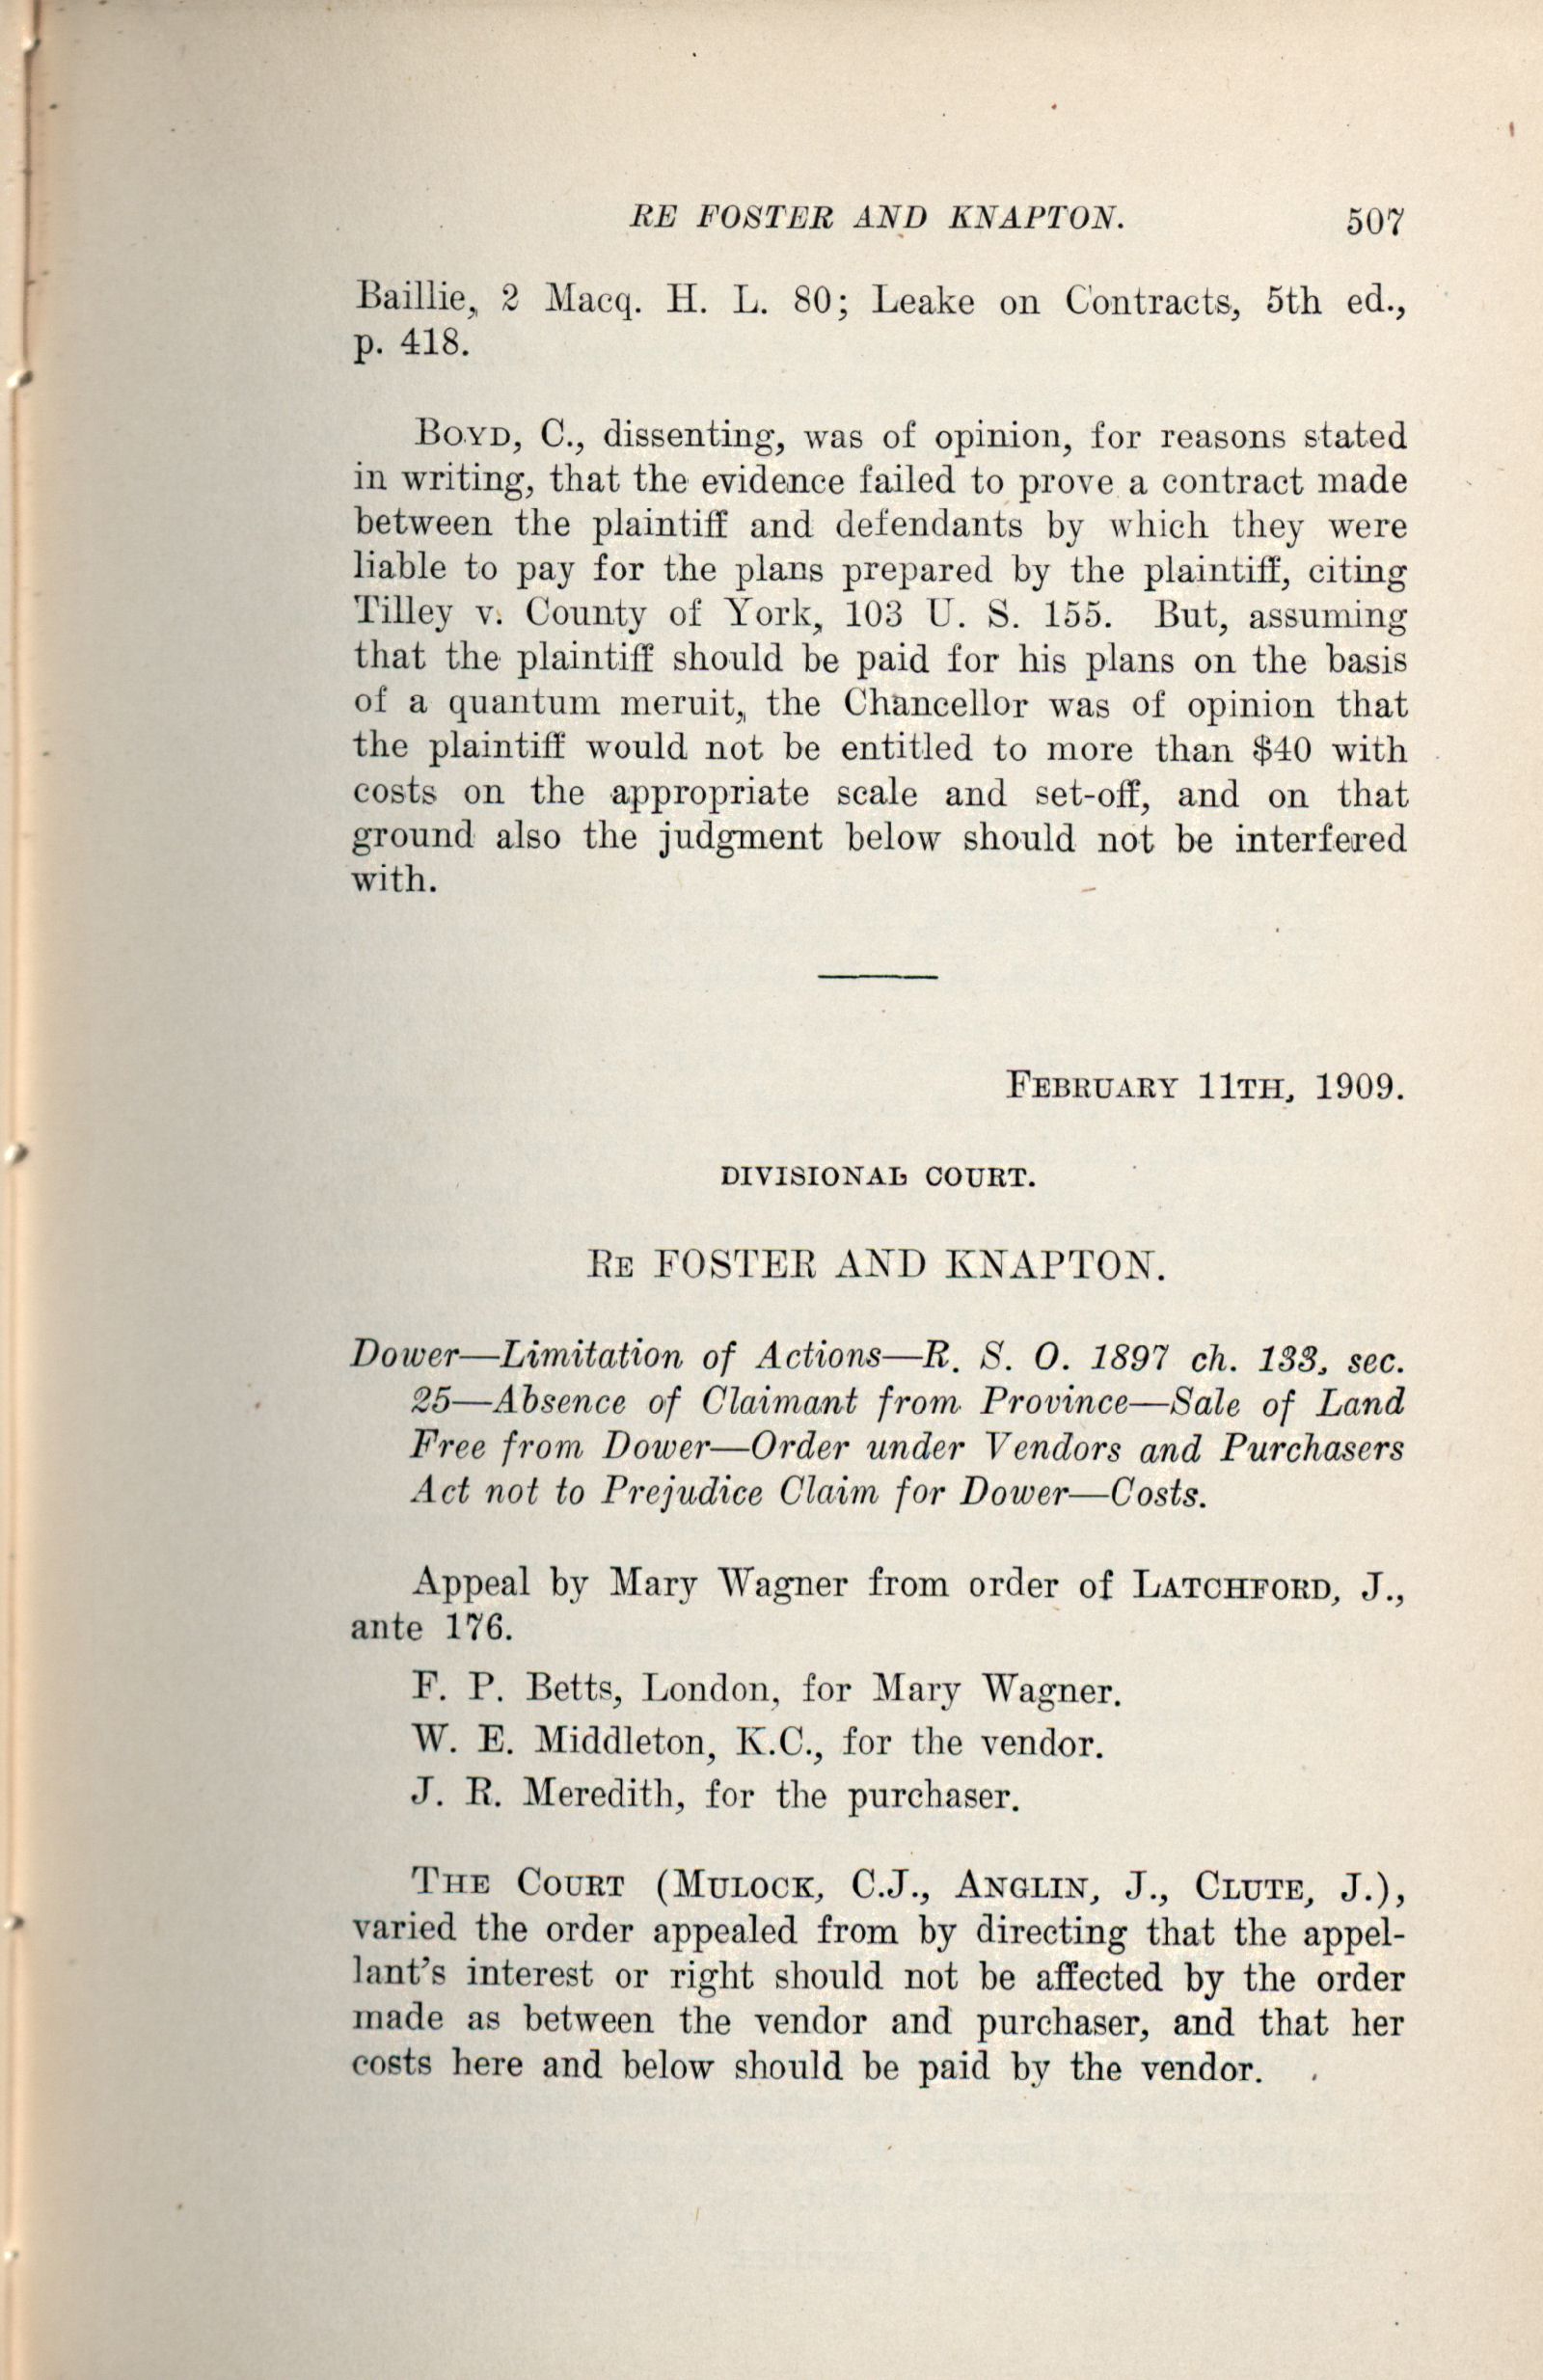 RE FOSTER AND KNAPTON. 507
Baillie, 2 Macq. H. L. 80; Leake on Contracts, 5th ed.,
p. 418.
BOYD, C., dissenting, was of opinion, for reasons stated
in writing, that the evidence failed to prove a contract made
between the plaintiff and defendants by which they were
liable to pay for the plans prepared by the plaintiff, citing
Tilley v. County of York, 103 U. S. 155. But, assuming
that the plaintiff should be paid for his plans on the basis
of a quantum meruit, the Chancellor was of opinion that
the plaintiff would not be entitled to more than $40 with
costs on the appropriate scale and set-off, and on that
ground also the judgment below should not be interfered
with.
FEBRUARY 11TH, 1909.
DIVISIONAL COURT.
RE FOSTER AND KNAPTON.
Dower—Limitation of Actions—R. S. O. 1897 ch. 133, sec.
25—Absence of Claimant from Province—Sale of Land
Free from Dower—Order under Vendors and Purchasers
Act not to Prejudice Claim for Dower—Costs.
Appeal by Mary Wagner from order of LATCHFORD, J.,
ante 176.
F. P. Betts, London, for Mary Wagner.
W. E. Middleton, K.C., for the vendor.
J. R. Meredith, for the purchaser.
THE COURT (MULOCK, C.J., ANGLIN, J., CLUTE, J.),
varied the order appealed from by directing that the appel-
lant's interest or right should not be affected by the order
made as between the vendor and purchaser, and that her
costs here and below should be paid by the vendor.